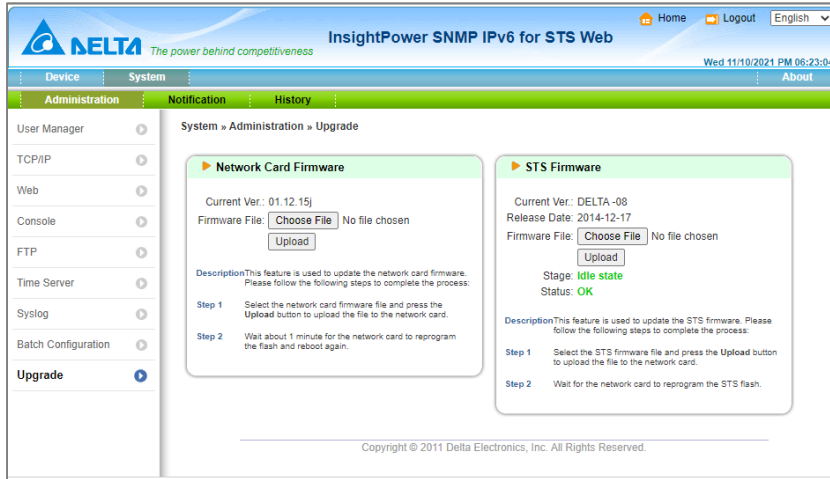 Home Logout English
DELTA The power behind competitiveness InsightPower SNMP IPv6 for STS Web
Wed 11/10/2021 PM 06:23:04
Device System About
Administration Notification History
User Manager
TCP/IP
Web
Console
FTP
Time Server
Syslog
Batch Configuration
Upgrade
System » Administration » Upgrade
Network Card Firmware
Current Ver.: 01.12.15j
Firmware File: Choose File No file chosen
Upload
DescriptionThis feature is used to update the network card firmware.
Please follow the following steps to complete the process:
Step 1 Select the network card firmware file and press the
Upload button to upload the file to the network card.
Step 2 Wait about 1 minute for the network card to reprogram
the flash and reboot again.
STS Firmware
Current Ver.: DELTA -08
Release Date: 2014-12-17
Firmware File: Choose File No file chosen
Upload
Stage: Idle state
Status: OK
DescriptionThis feature is used to update the STS firmware. Please
follow the following steps to complete the process:
Step 1 Select the STS firmware file and press the Upload button
to upload the file to the network card.
Step 2 Wait for the network card to reprogram the STS flash.
Copyright © 2011 Delta Electronics, Inc. All Rights Reserved.